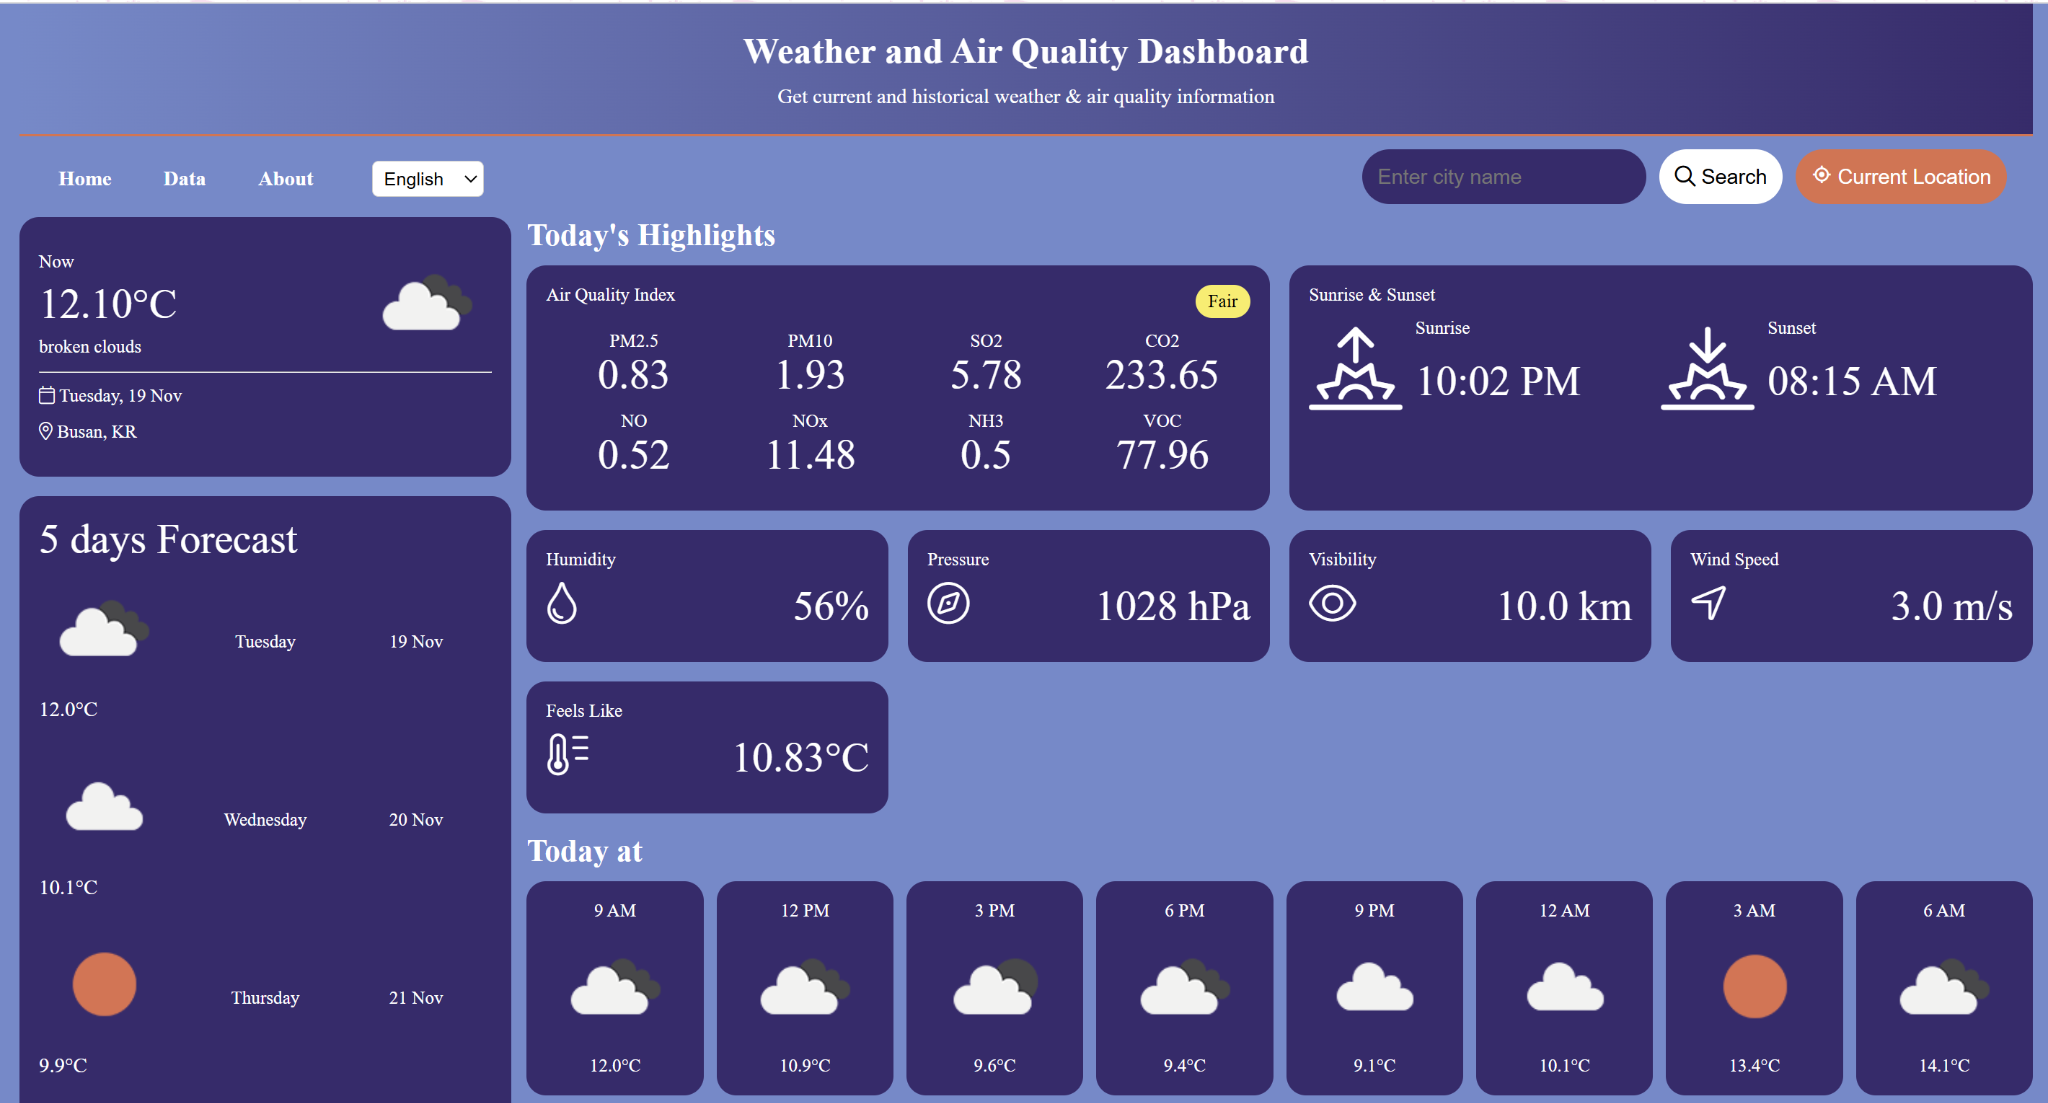 Weather and Air Quality Dashboard
Get current and historical weather & air quality information
Home Data About English
Enter city name Search Current Location
Now
12.10°C
broken clouds
Tuesday, 19 Nov
Busan, KR
5 days Forecast
Tuesday 19 Nov
12.0°C
Wednesday 20 Nov
10.1°C
Thursday 21 Nov
9.9°C
Today's Highlights
Air Quality Index Fair
PM2.5 PM10 SO2 CO2
0.83 1.93 5.78 233.65
NO NOx NH3 VOC
0.52 11.48 0.5 77.96
Sunrise & Sunset
Sunrise Sunset
10:02 PM 08:15 AM
Humidity
56%
Pressure
1028 hPa
Visibility
10.0 km
Wind Speed
3.0 m/s
Feels Like
10.83°C
Today at
9 AM 12 PM 3 PM 6 PM 9 PM 12 AM 3 AM 6 AM
12.0°C 10.9°C 9.6°C 9.4°C 9.1°C 10.1°C 13.4°C 14.1°C